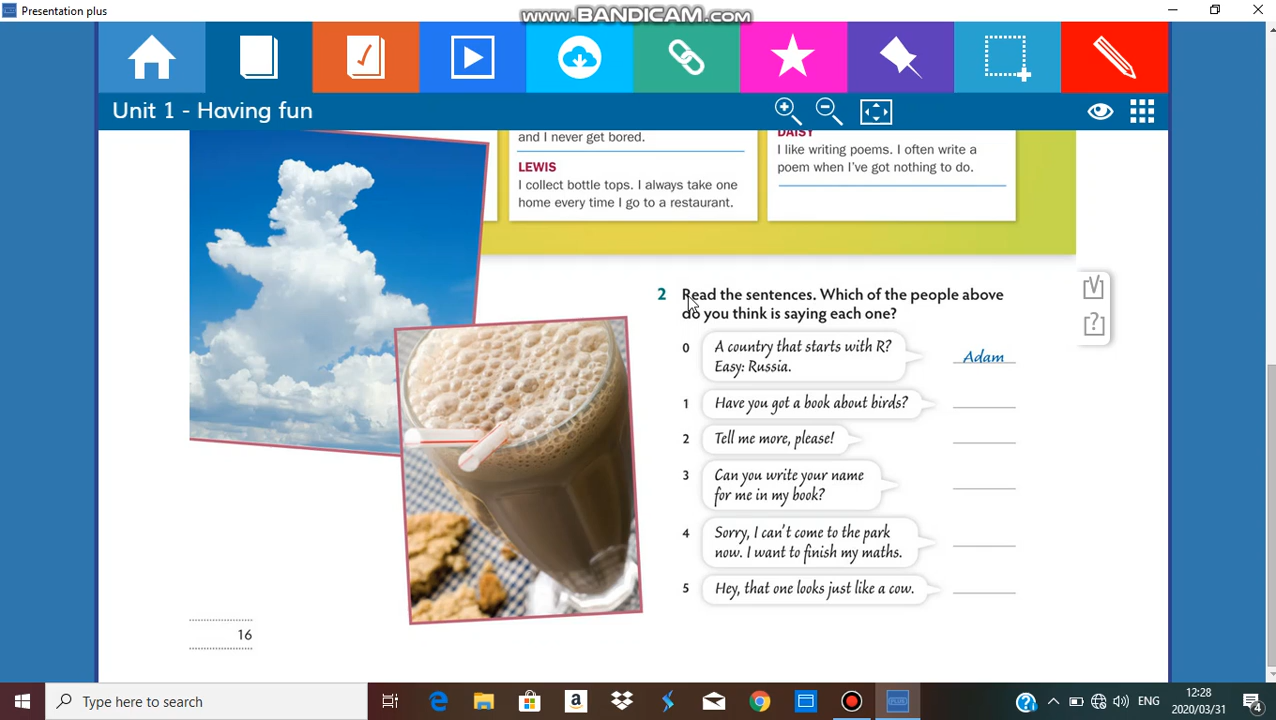 Presentation plus
www.BANDICAM.com
Unit 1 - Having fun
and I never get bored.
LEWIS
I collect bottle tops. I always take one
home every time I go to a restaurant.
DAISY
I like writing poems. I often write a
poem when I've got nothing to do.
2 Read the sentences. Which of the people above
do you think is saying each one?
0 A country that starts with R?
Easy: Russia.
Adam
1 Have you got a book about birds?
2 Tell me more, please!
3 Can you write your name
for me in my book?
4 Sorry, I can't come to the park
now. I want to finish my maths.
5 Hey, that one looks just like a cow.
16
Type here to search
ENG
12:28
2020/03/31
4